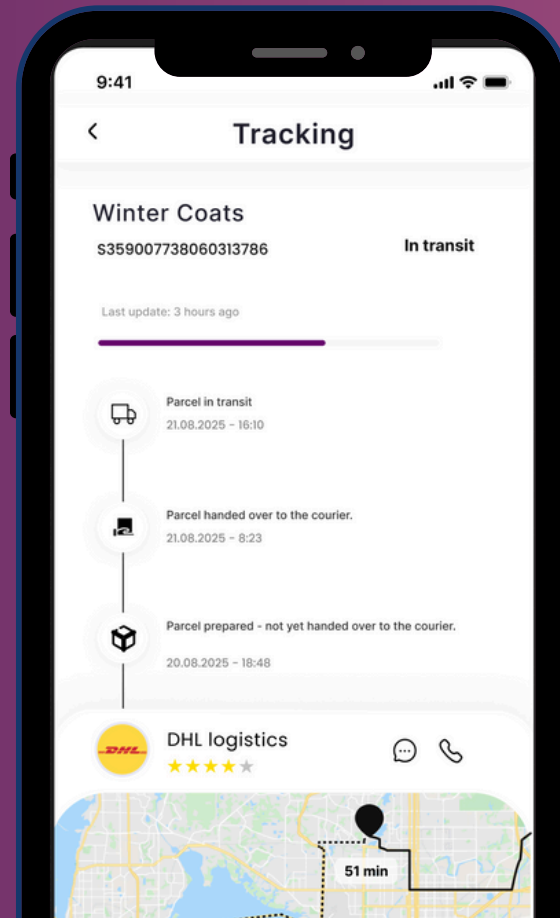 9:41
Tracking
Winter Coats
S359007738060313786
In transit
Last update: 3 hours ago
Parcel in transit
21.08.2025 - 16:10
Parcel handed over to the courier.
21.08.2025 - 8:23
Parcel prepared - not yet handed over to the courier.
20.08.2025 - 18:48
DHL
DHL logistics
51 min